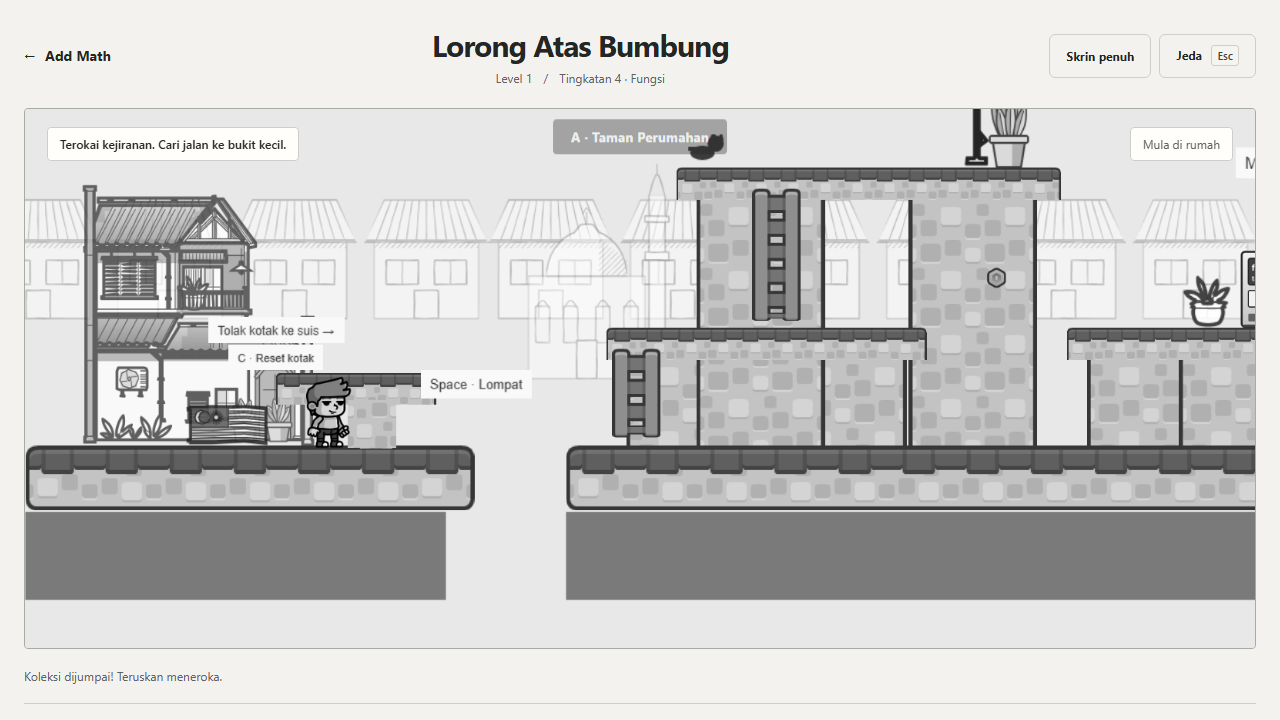 ← Add Math
Lorong Atas Bumbung
Level 1 / Tingkatan 4 · Fungsi
Skrin penuh
Jeda Esc
Terokai kejiranan. Cari jalan ke bukit kecil.
A · Taman Perumahan
Mula di rumah
M
Tolak kotak ke suis →
C · Reset kotak
Space · Lompat
Koleksi dijumpai! Teruskan meneroka.